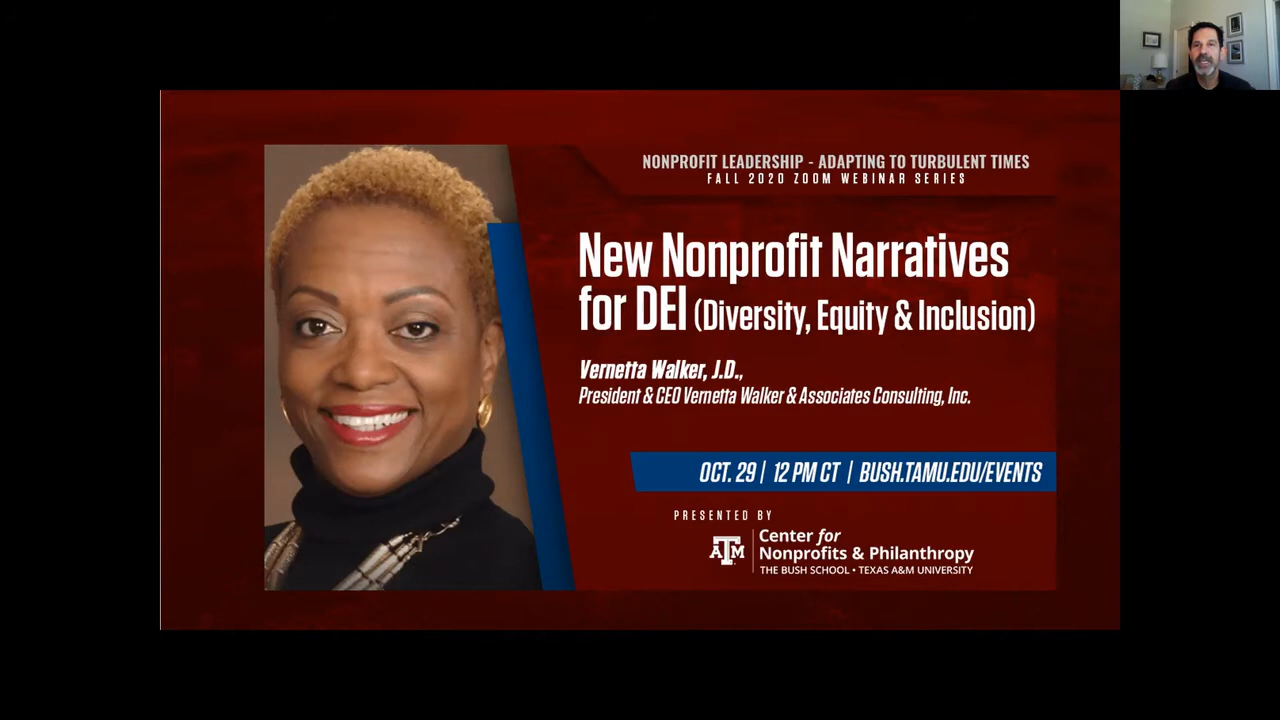 NONPROFIT LEADERSHIP - ADAPTING TO TURBULENT TIMES
FALL 2020 ZOOM WEBINAR SERIES
New Nonprofit Narratives
for DEI (Diversity, Equity & Inclusion)
Vernetta Walker, J.D.,
President & CEO Vernetta Walker & Associates Consulting, Inc.
OCT. 29 | 12 PM CT | BUSH.TAMU.EDU/EVENTS
PRESENTED BY
ATM
Center for
Nonprofits & Philanthropy
THE BUSH SCHOOL • TEXAS A&M UNIVERSITY